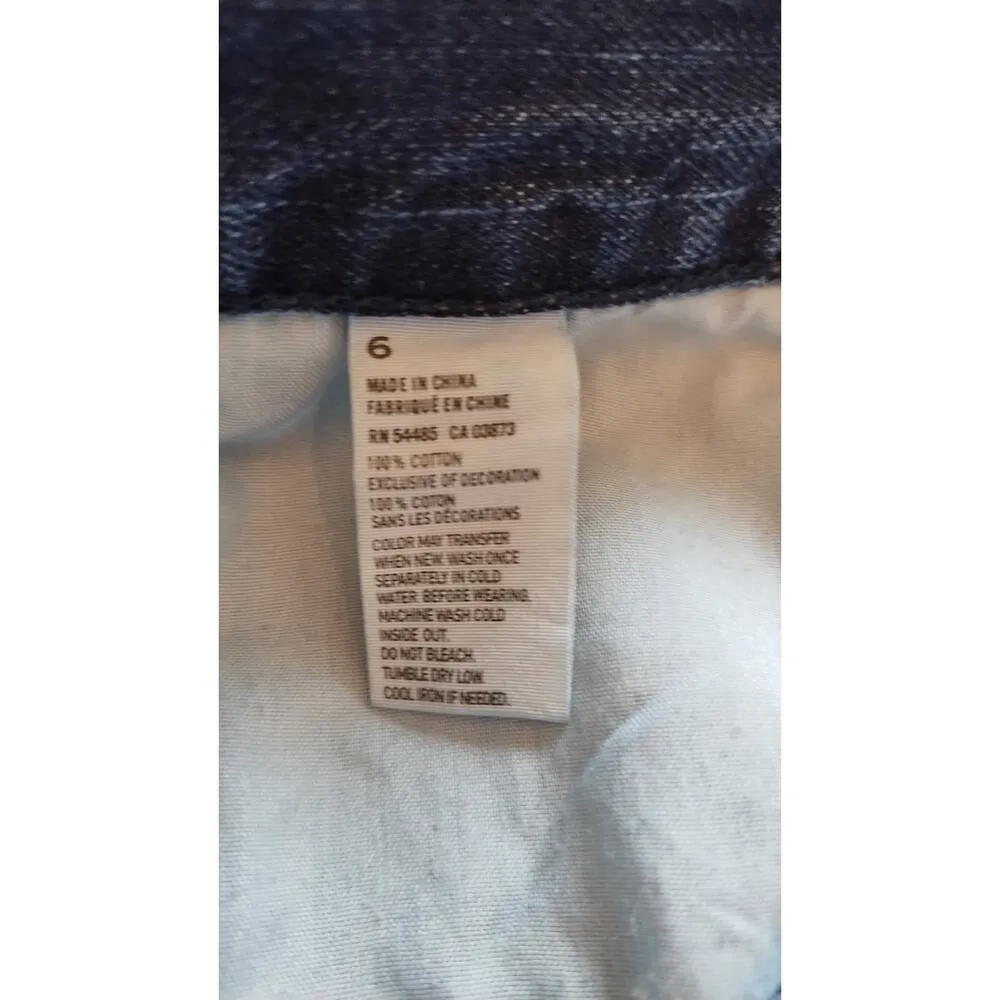 6
MADE IN CHINA
FABRIQUÉ EN CHINE
RN 54485 CA 03873
100% COTTON
EXCLUSIVE OF DECORATION
100% COTON
SANS LES DÉCORATIONS
COLOR MAY TRANSFER
WHEN NEW WASH ONCE
SEPARATELY IN COLD
WATER BEFORE WEARING.
MACHINE WASH COLD
INSIDE OUT.
DO NOT BLEACH.
TUMBLE DRY LOW.
COOL IRON IF NEEDED.